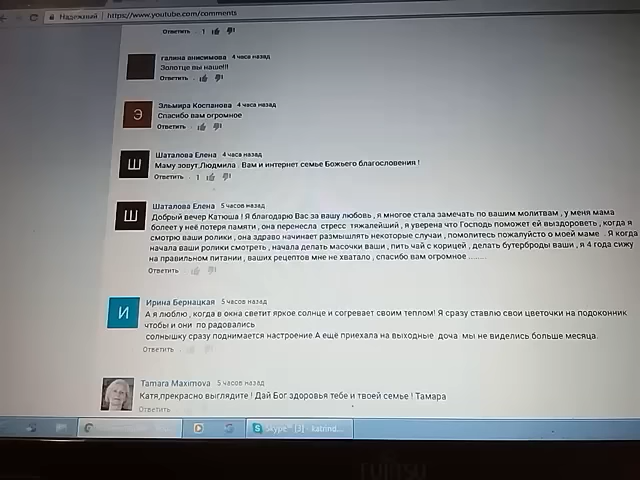 Надежный https://www.youtube.com/comments
Ответить · 1
галина анисимова 4 часа назад
Золотце вы наше!!!
Ответить
Э
Эльмира Коспанова 4 часа назад
Спасибо вам огромное
Ответить
Ш
Шаталова Елена 4 часа назад
Маму зовут Людмила . Вам и интернет семье Божьего благословения !
Ответить · 1
Ш
Шаталова Елена 5 часов назад
Добрый вечер Катюша ! Я благодарю Вас за вашу любовь , я многое стала замечать по вашим молитвам , у меня мама
болеет у неё потеря памяти , она перенесла стресс тяжалейший , я уверена что Господь поможет ей выздороветь , когда я
смотрю ваши ролики , она здраво начинает размышлять некоторые случаи , помолитесь пожалуйсто о моей маме . Я когда
начала ваши ролики смотреть , начала делать масочки ваши , пить чай с корицей , делать бутерброды ваши , я 4 года сижу
на правильном питании , ваших рецептов мне не хватало , спасибо вам огромное ........
Ответить
И
Ирина Бернацкая 5 часов назад
А я люблю , когда в окна светит яркое солнце и согревает своим теплом! Я сразу ставлю свои цветочки на подоконник
чтобы и они по радовались
солнышку сразу поднимается настроение.А ещё приехала на выходные доча мы не виделись больше месяца.
Ответить
Tamara Maximova 5 часов назад
Катя,прекрасно выглядите ! Дай Бог здоровья тебе и твоей семье ! Тамара
Ответить
Skype™ [3] - katrind...
FUJITSU